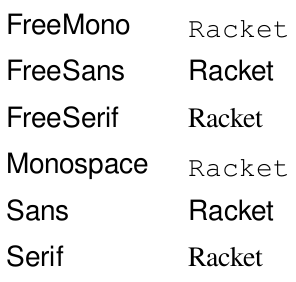 FreeMono Racket
FreeSans Racket
FreeSerif Racket
Monospace Racket
Sans Racket
Serif Racket